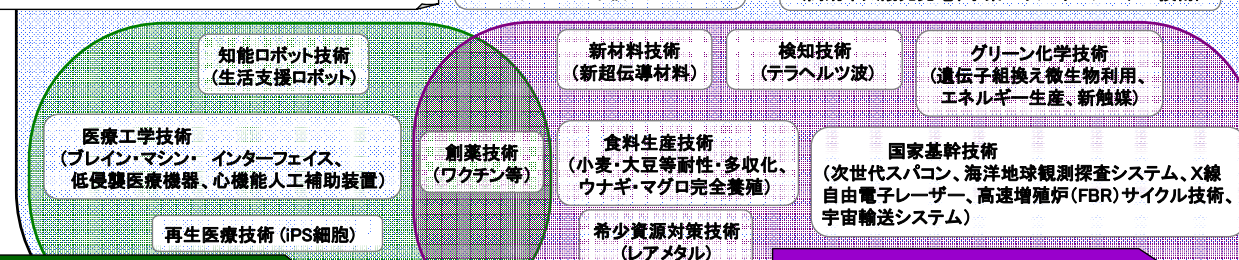 知能ロボット技術
(生活支援ロボット)
医療工学技術
(ブレイン・マシン・ インターフェイス、
低侵襲医療機器、心機能人工補助装置)
再生医療技術 (iPS細胞)
創薬技術
(ワクチン等)
新材料技術
(新超伝導材料)
検知技術
(テラヘルツ波)
グリーン化学技術
(遺伝子組換え微生物利用、
エネルギー生産、新触媒)
食料生産技術
(小麦・大豆等耐性・多収化、
ウナギ・マグロ完全養殖)
国家基幹技術
(次世代スパコン、海洋地球観測探査システム、X線
自由電子レーザー、高速増殖炉(FBR)サイクル技術、
宇宙輸送システム)
希少資源対策技術
(レアメタル)